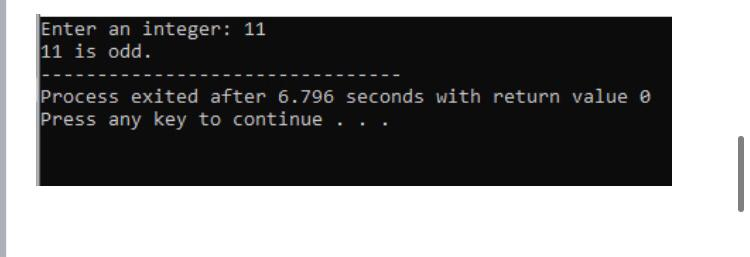 Enter an integer: 11
11 is odd.
--------------------------------
Process exited after 6.796 seconds with return value 0
Press any key to continue . . .